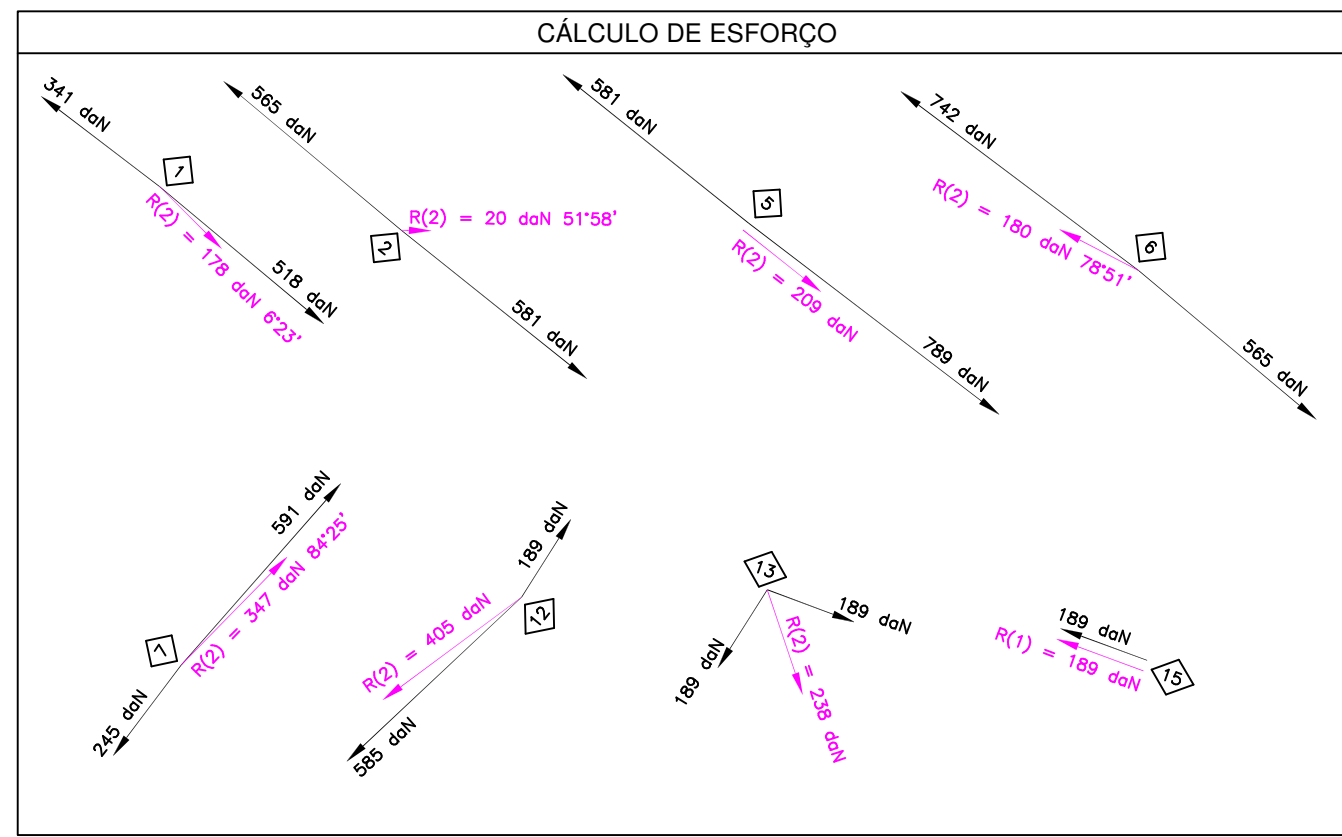 CÁLCULO DE ESFORÇO
341 daN
1
R(2) = 178 daN 6°23'
518 daN
565 daN
2
R(2) = 20 daN 51°58'
581 daN
581 daN
5
R(2) = 209 daN
789 daN
742 daN
6
R(2) = 180 daN 78°51'
565 daN
591 daN
7
R(2) = 347 daN 84°25'
245 daN
189 daN
12
R(2) = 405 daN
585 daN
13
189 daN
189 daN
R(2) = 238 daN
189 daN
R(1) = 189 daN
15